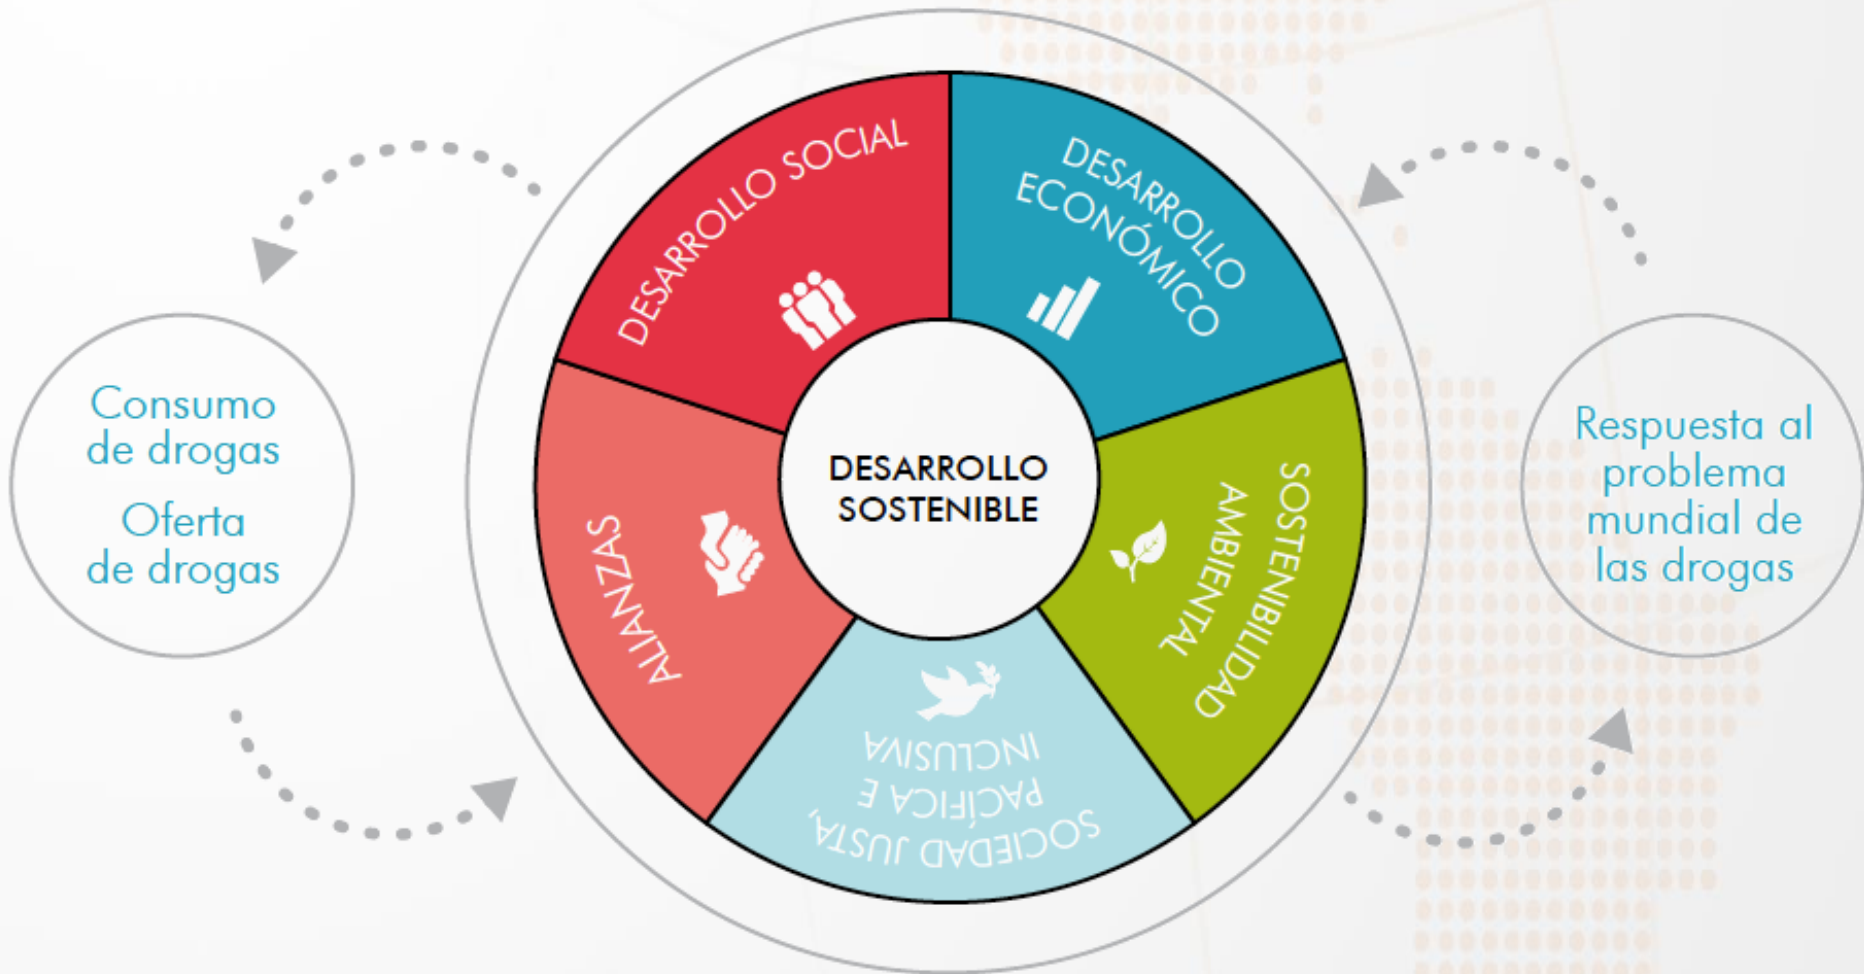 DESARROLLO SOCIAL
DESARROLLO
ECONÓMICO
Consumo
de drogas
Oferta
de drogas
DESARROLLO
SOSTENIBLE
Respuesta al
problema
mundial de
las drogas
ALIANZAS
SOSTENIBILIDAD
AMBIENTAL
SOCIEDAD JUSTA,
PACÍFICA E
INCLUSIVA